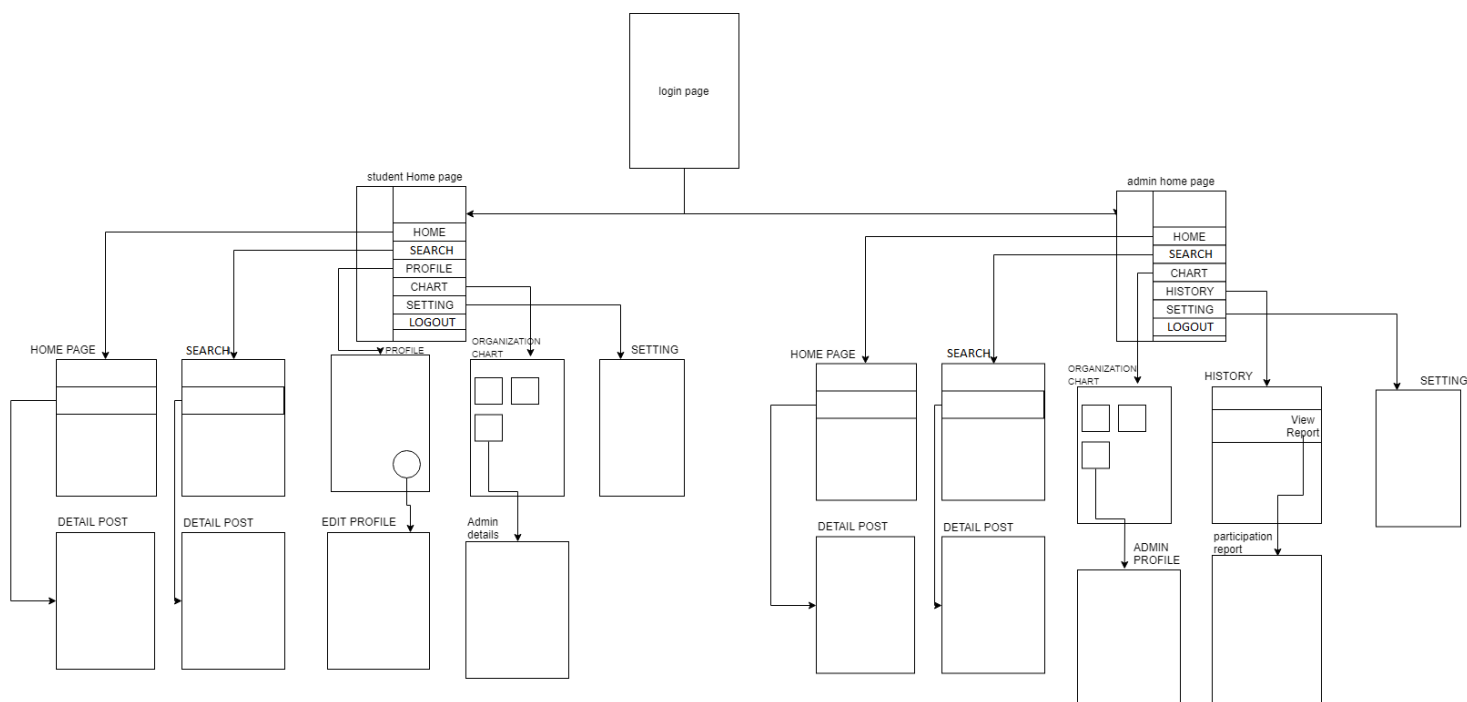 login page
student Home page
HOME
SEARCH
PROFILE
CHART
SETTING
LOGOUT
admin home page
HOME
SEARCH
CHART
HISTORY
SETTING
LOGOUT
HOME PAGE
SEARCH
PROFILE
ORGANIZATION
CHART
SETTING
DETAIL POST
DETAIL POST
EDIT PROFILE
Admin
details
HOME PAGE
SEARCH
ORGANIZATION
CHART
HISTORY
View
Report
SETTING
DETAIL POST
DETAIL POST
ADMIN
PROFILE
participation
report